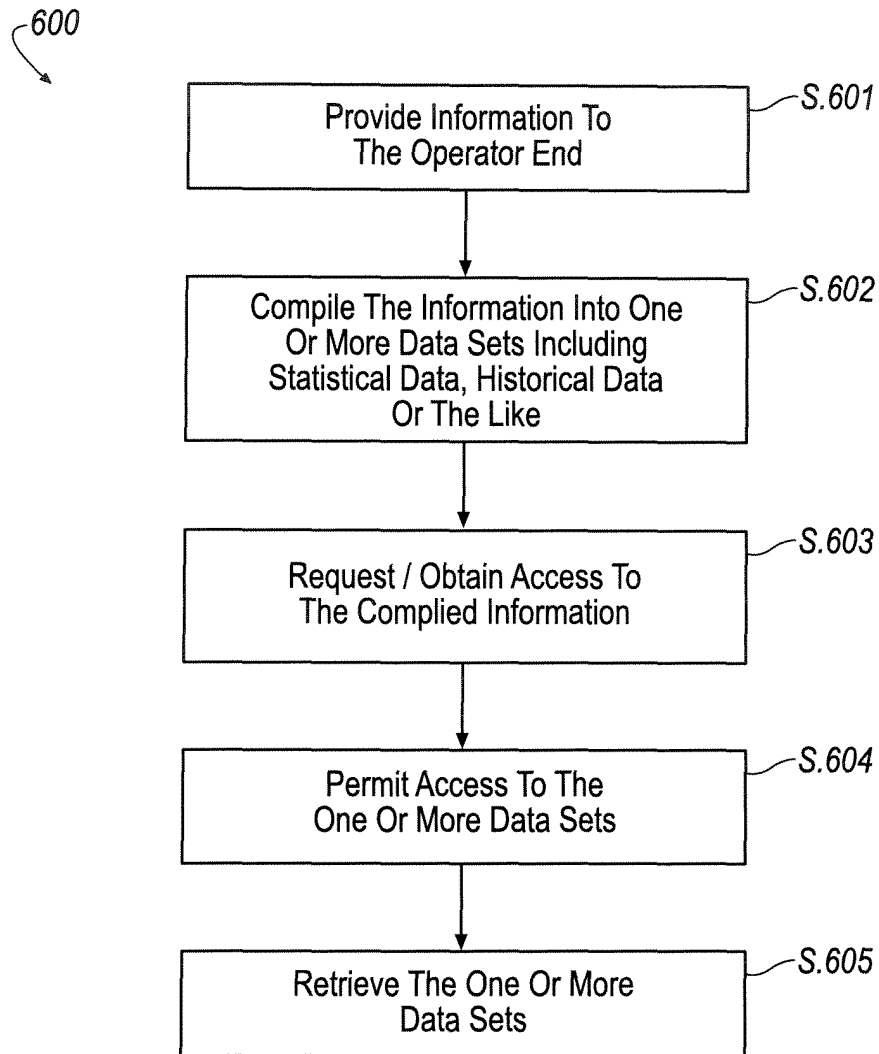 600
S.601
Provide Information To
The Operator End
S.602
Compile The Information Into One
Or More Data Sets Including
Statistical Data, Historical Data
Or The Like
S.603
Request / Obtain Access To
The Complied Information
S.604
Permit Access To The
One Or More Data Sets
S.605
Retrieve The One Or More
Data Sets